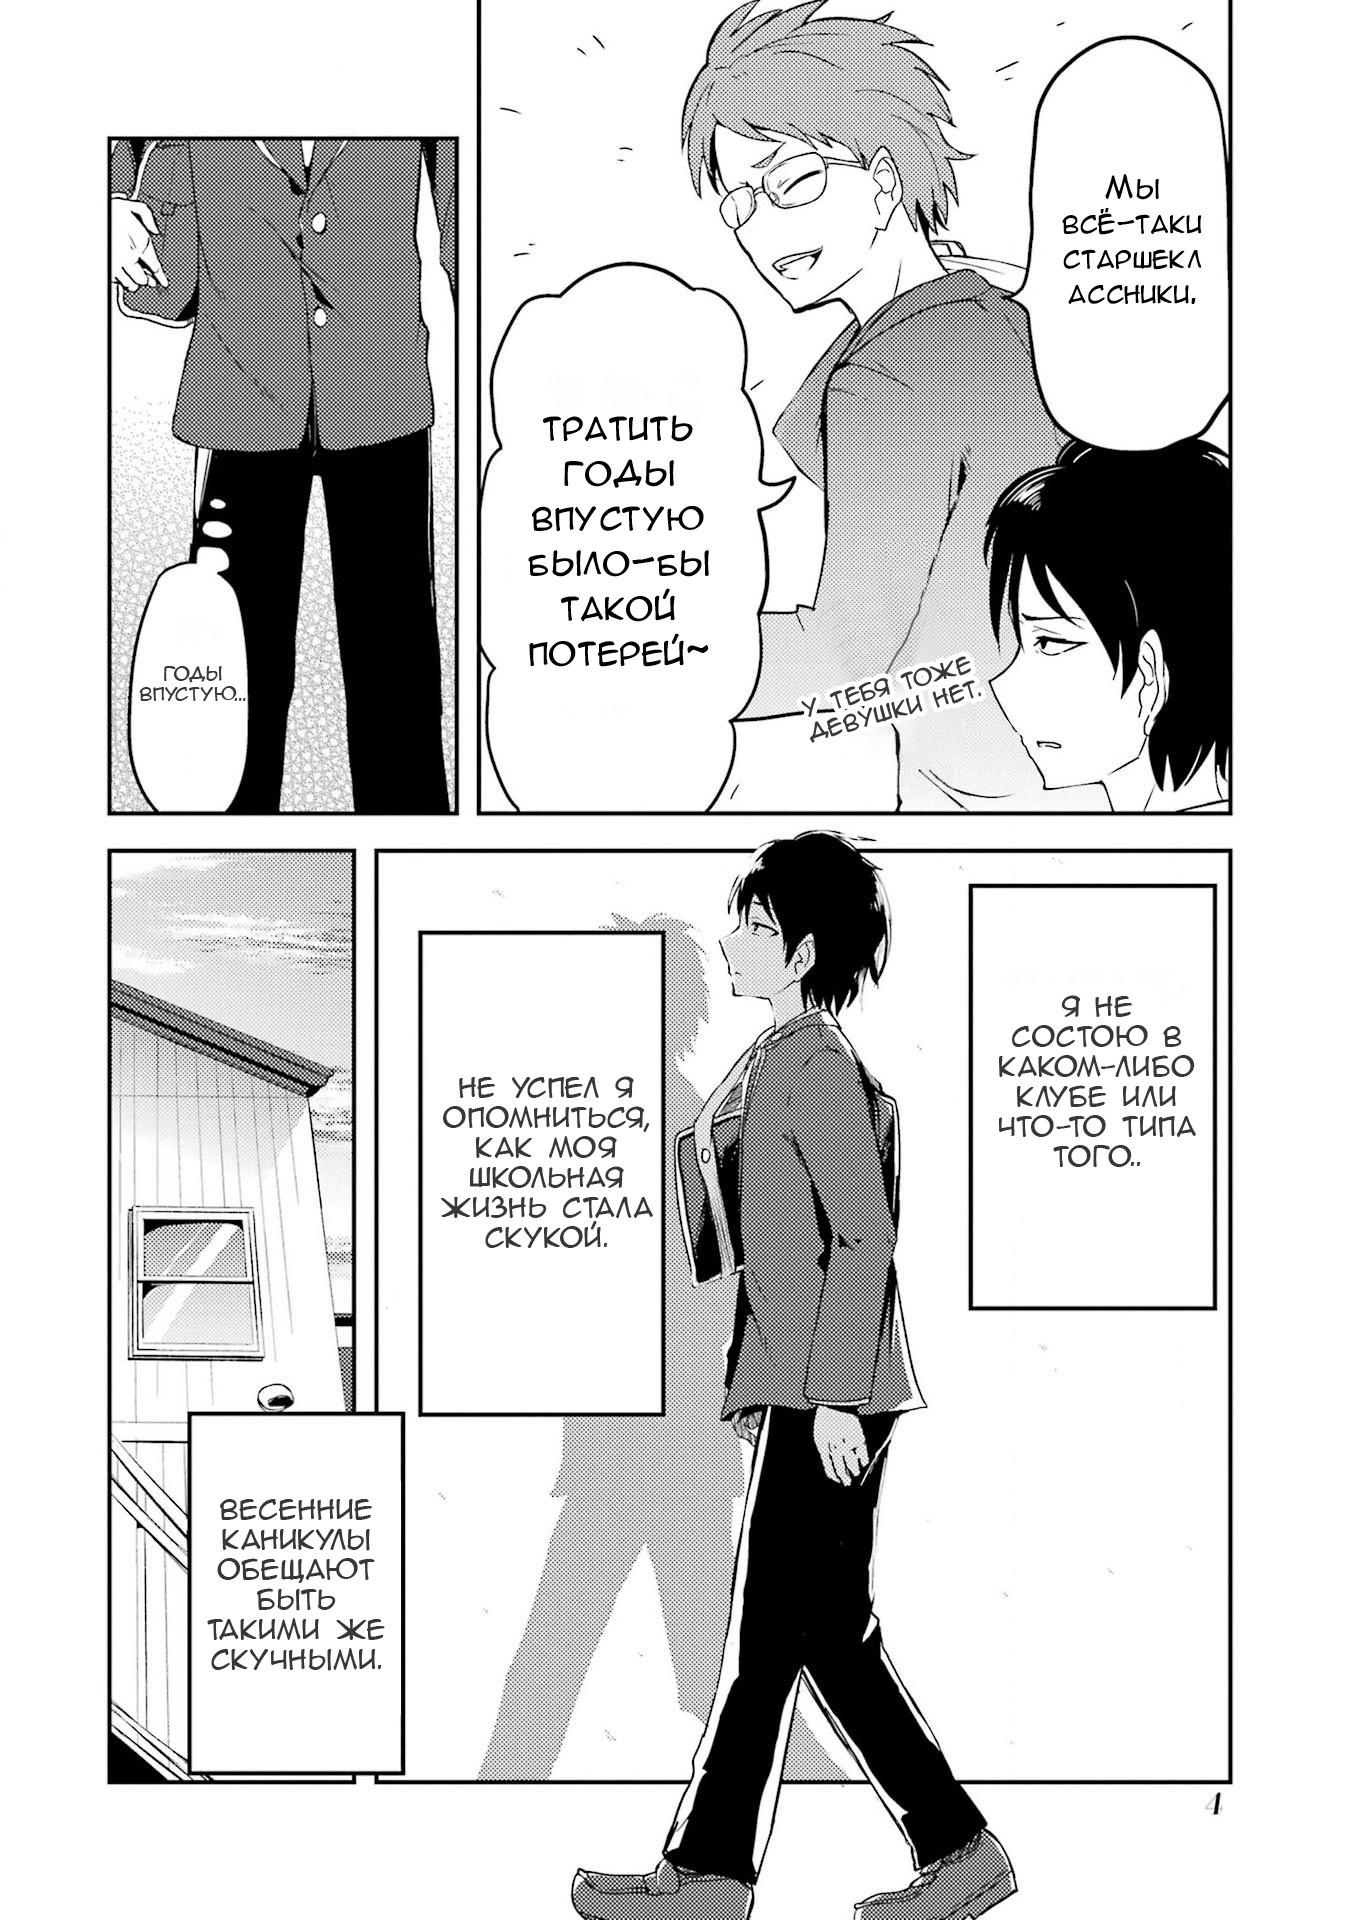 Мы
ВСЁ-ТАКИ
СТАРШЕКЛ
АССНИКИ,
ТРАТИТЬ
ГОДЫ
ВПУСТУЮ
БЫЛО-БЫ
ТАКОЙ
ПОТЕРЕЙ~
У ТЕБЯ ТОЖЕ
ДЕВУШКИ НЕТ.
ГОДЫ
ВПУСТУЮ...
Я НЕ
СОСТОЮ В
КАКОМ-ЛИБО
КЛУБЕ ИЛИ
ЧТО-ТО ТИПА
ТОГО..
НЕ УСПЕЛ Я
ОПОМНИТЬСЯ,
КАК МОЯ
ШКОЛЬНАЯ
ЖИЗНЬ СТАЛА
СКУКОЙ.
ВЕСЕННИЕ
КАНИКУЛЫ
ОБЕЩАЮТ
БЫТЬ
ТАКИМИ ЖЕ
СКУЧНЫМИ.
4